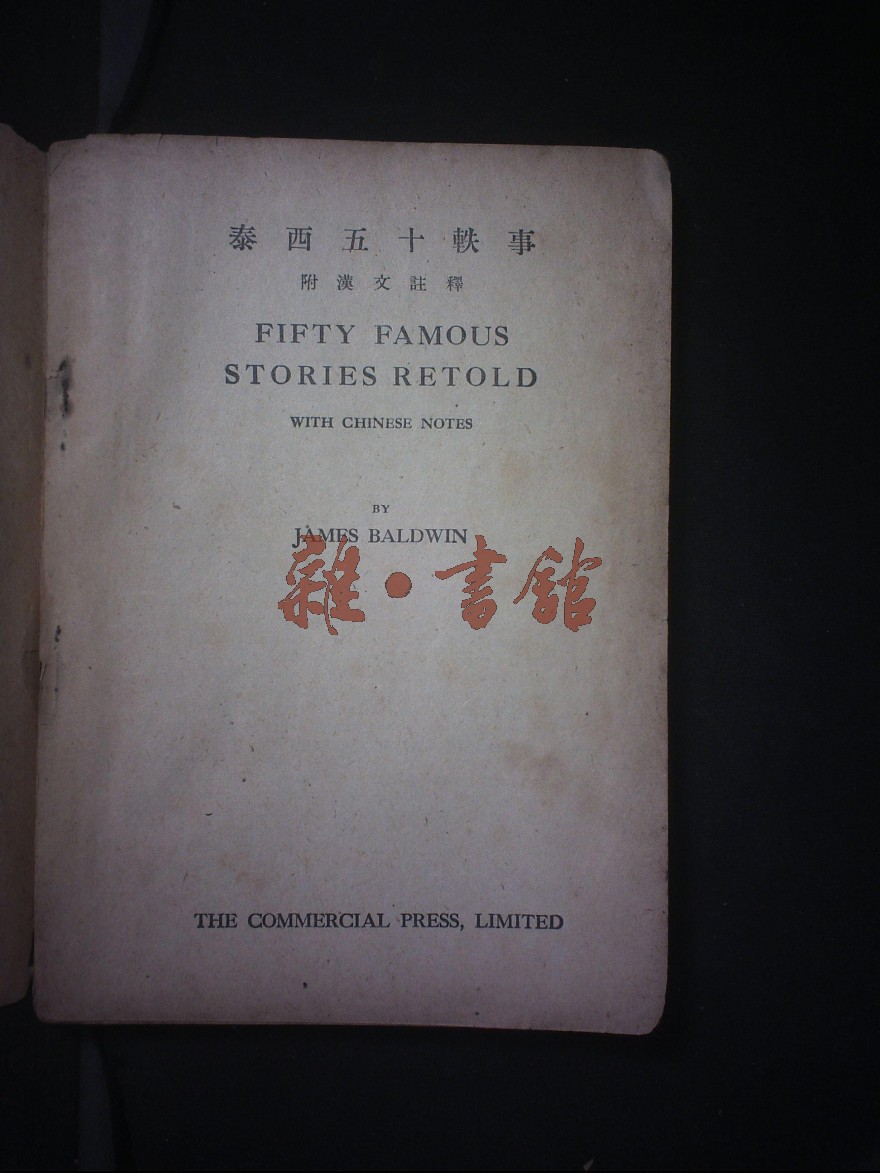 泰西五十軼事
附漢文註釋
FIFTY FAMOUS
STORIES RETOLD
WITH CHINESE NOTES
BY
JAMES BALDWIN
雜·書館
THE COMMERCIAL PRESS, LIMITED